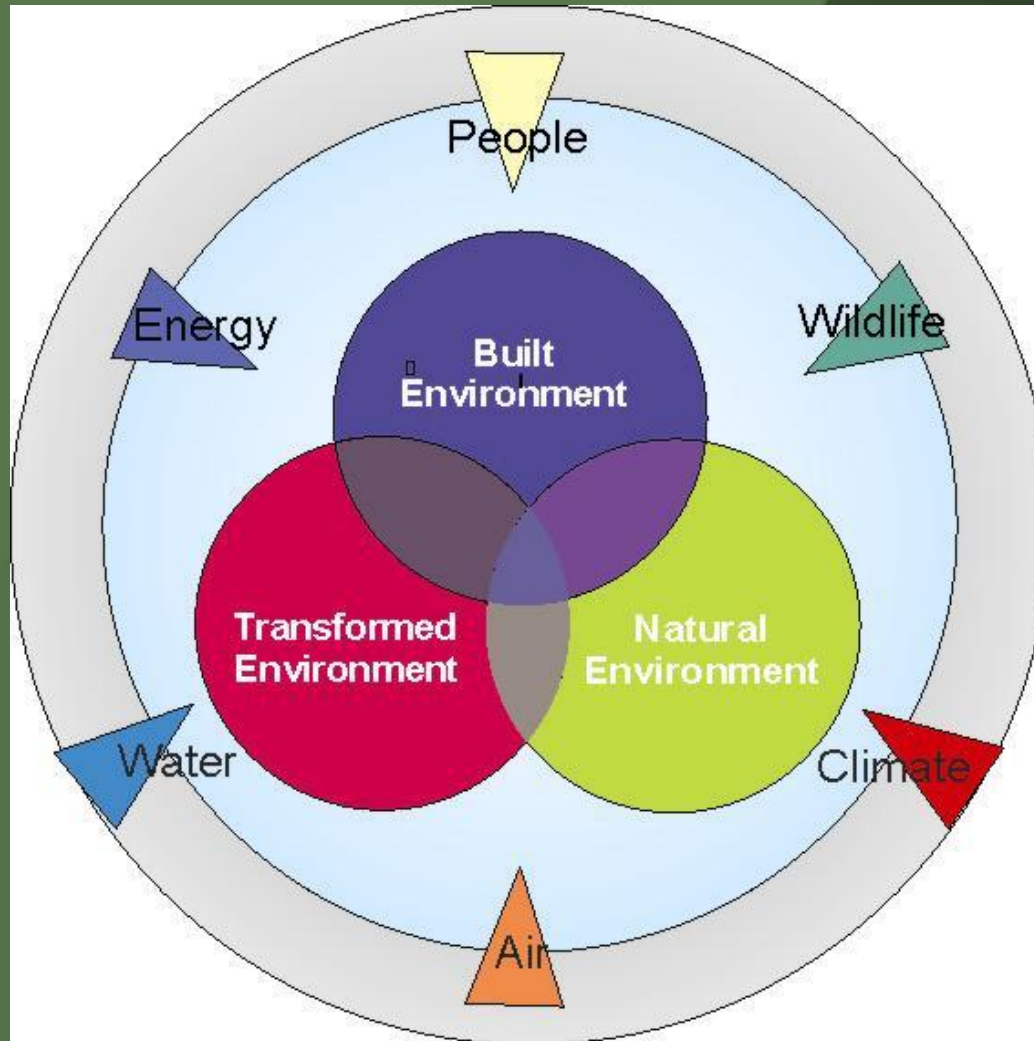 People
Energy
Wildlife
Built
Environment
Transformed
Environment
Natural
Environment
Water
Climate
Air